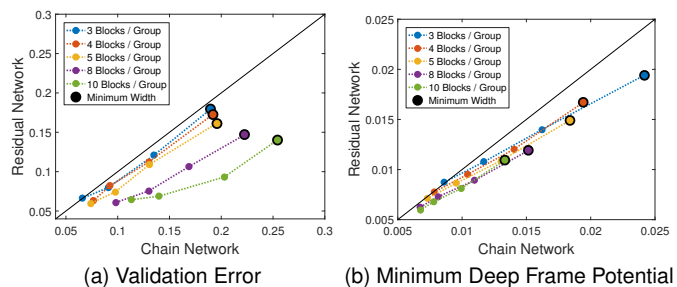 0.3
0.25
0.2
0.15
0.1
0.05
Residual Network
3 Blocks / Group
4 Blocks / Group
5 Blocks / Group
8 Blocks / Group
10 Blocks / Group
Minimum Width
0.05 0.1 0.15 0.2 0.25 0.3
Chain Network
(a) Validation Error
0.025
0.02
0.015
0.01
0.005
Residual Network
3 Blocks / Group
4 Blocks / Group
5 Blocks / Group
8 Blocks / Group
10 Blocks / Group
Minimum Width
0.005 0.01 0.015 0.02 0.025
Chain Network
(b) Minimum Deep Frame Potential